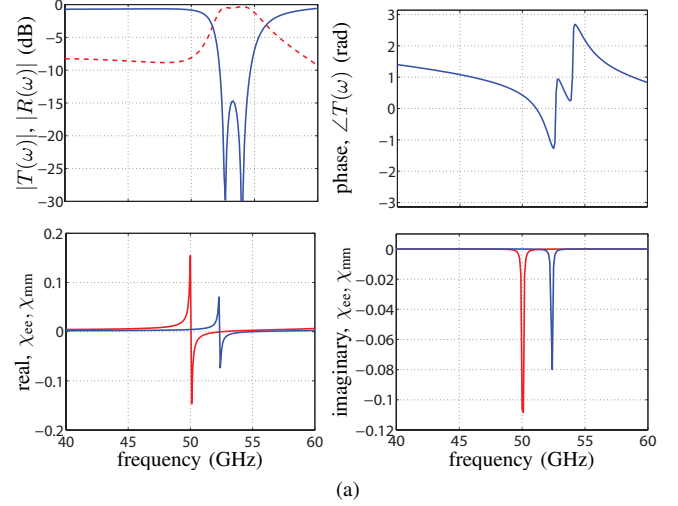 |T(ω)|, |R(ω)| (dB)
0
−5
−10
−15
−20
−25
−30
phase, ∠T(ω) (rad)
3
2
1
0
−1
−2
−3
real, χee, χmm
0.2
0.1
0
−0.1
−0.2
40 45 50 55 60
frequency (GHz)
imaginary, χee, χmm
0
−0.02
−0.04
−0.06
−0.08
−0.1
−0.12
40 45 50 55 60
frequency (GHz)
(a)